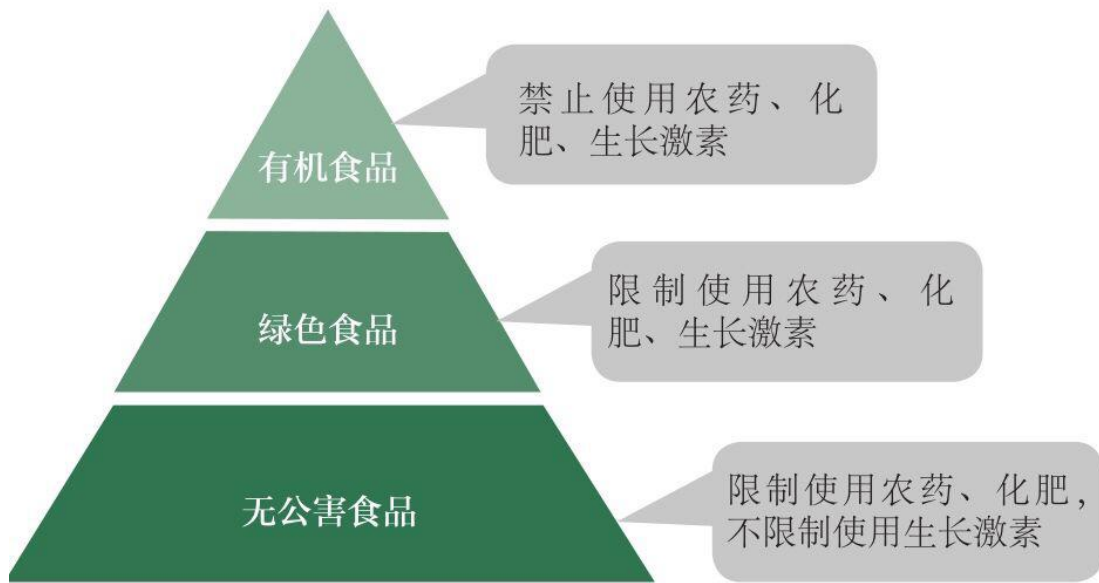 有机食品
禁止使用农药、化
肥、生长激素
绿色食品
限制使用农药、化
肥、生长激素
无公害食品
限制使用农药、化肥，
不限制使用生长激素